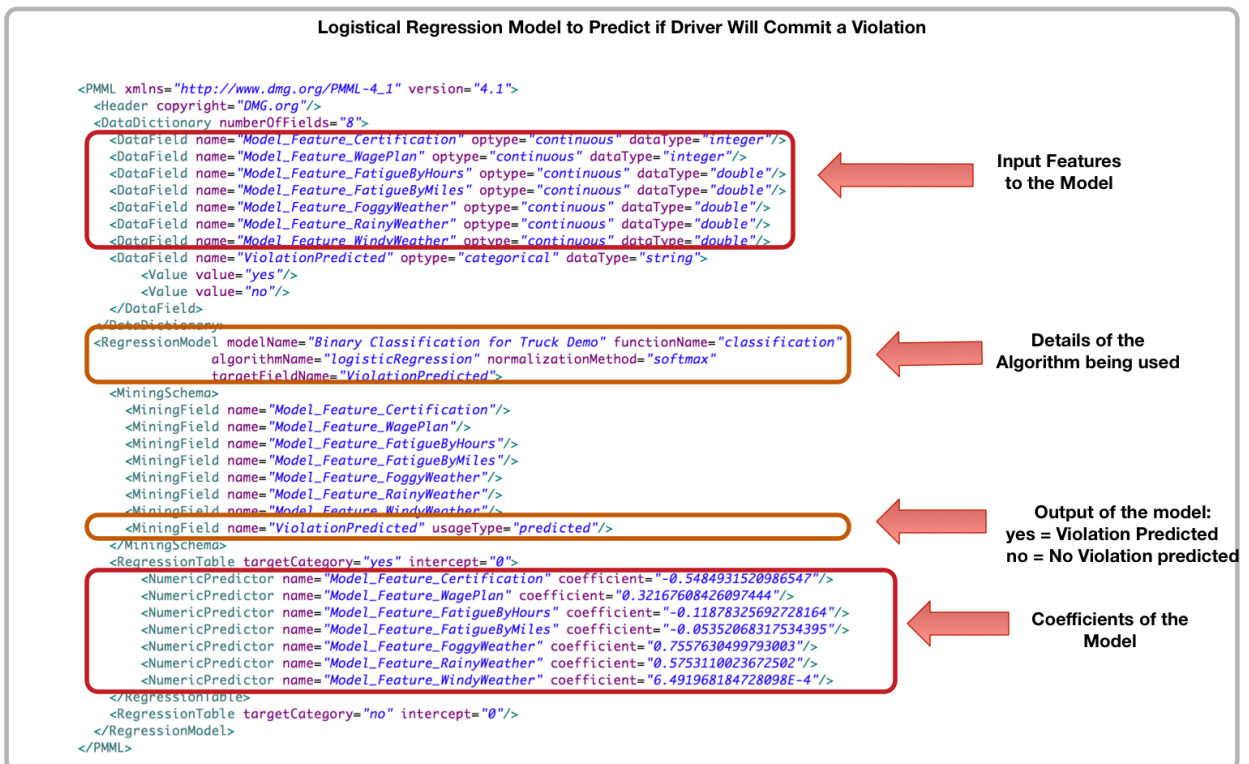 Logistical Regression Model to Predict if Driver Will Commit a Violation
<PMML xmlns="http://www.dmg.org/PMML-4_1" version="4.1">
<Header copyright="DMG.org"/>
<DataDictionary numberOfFields="8">
<DataField name="Model_Feature_Certification" optype="continuous" dataType="integer"/>
<DataField name="Model_Feature_WagePlan" optype="continuous" dataType="integer"/>
<DataField name="Model_Feature_FatigueByHours" optype="continuous" dataType="double"/>
<DataField name="Model_Feature_FatigueByMiles" optype="continuous" dataType="double"/>
<DataField name="Model_Feature_FoggyWeather" optype="continuous" dataType="double"/>
<DataField name="Model_Feature_RainyWeather" optype="continuous" dataType="double"/>
<DataField name="Model_Feature_WindyWeather" optype="continuous" dataType="double"/>
Input Features
to the Model
<DataField name="ViolationPredicted" optype="categorical" dataType="string">
<Value value="yes"/>
<Value value="no"/>
</DataField>
</DataDictionary>
<RegressionModel modelName="Binary Classification for Truck Demo" functionName="classification"
algorithmName="logisticRegression" normalizationMethod="softmax"
targetFieldName="ViolationPredicted">
Details of the
Algorithm being used
<MiningSchema>
<MiningField name="Model_Feature_Certification"/>
<MiningField name="Model_Feature_WagePlan"/>
<MiningField name="Model_Feature_FatigueByHours"/>
<MiningField name="Model_Feature_FatigueByMiles"/>
<MiningField name="Model_Feature_FoggyWeather"/>
<MiningField name="Model_Feature_RainyWeather"/>
<MiningField name="Model_Feature_WindyWeather"/>
<MiningField name="ViolationPredicted" usageType="predicted"/>
Output of the model:
yes = Violation Predicted
no = No Violation predicted
</MiningSchema>
<RegressionTable targetCategory="yes" intercept="0">
<NumericPredictor name="Model_Feature_Certification" coefficient="-0.5484931520986547"/>
<NumericPredictor name="Model_Feature_WagePlan" coefficient="0.32167608426097444"/>
<NumericPredictor name="Model_Feature_FatigueByHours" coefficient="-0.11878325692728164"/>
<NumericPredictor name="Model_Feature_FatigueByMiles" coefficient="-0.05352068317534395"/>
<NumericPredictor name="Model_Feature_FoggyWeather" coefficient="0.7557630499793003"/>
<NumericPredictor name="Model_Feature_RainyWeather" coefficient="0.5753110023672502"/>
<NumericPredictor name="Model_Feature_WindyWeather" coefficient="6.491968184728098E-4"/>
Coefficients of the
Model
</RegressionTable>
<RegressionTable targetCategory="no" intercept="0"/>
</RegressionModel>
</PMML>